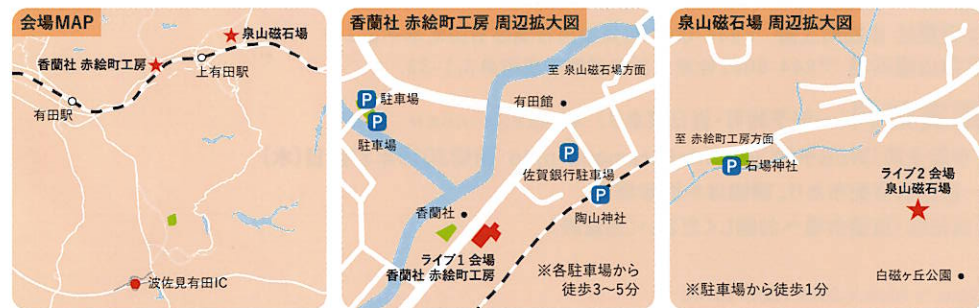 会場MAP
泉山磁石場
香蘭社 赤絵町工房
上有田駅
有田駅
波佐見有田IC
香蘭社 赤絵町工房 周辺拡大図
至 泉山磁石場方面
P 駐車場
有田館
P
駐車場
P
佐賀銀行駐車場
P
陶山神社
香蘭社
ライブ1 会場
香蘭社 赤絵町工房
※各駐車場から
徒歩3～5分
泉山磁石場 周辺拡大図
至 赤絵町工房方面
P 石場神社
ライブ2 会場
泉山磁石場
白磁ヶ丘公園
※駐車場から徒歩1分